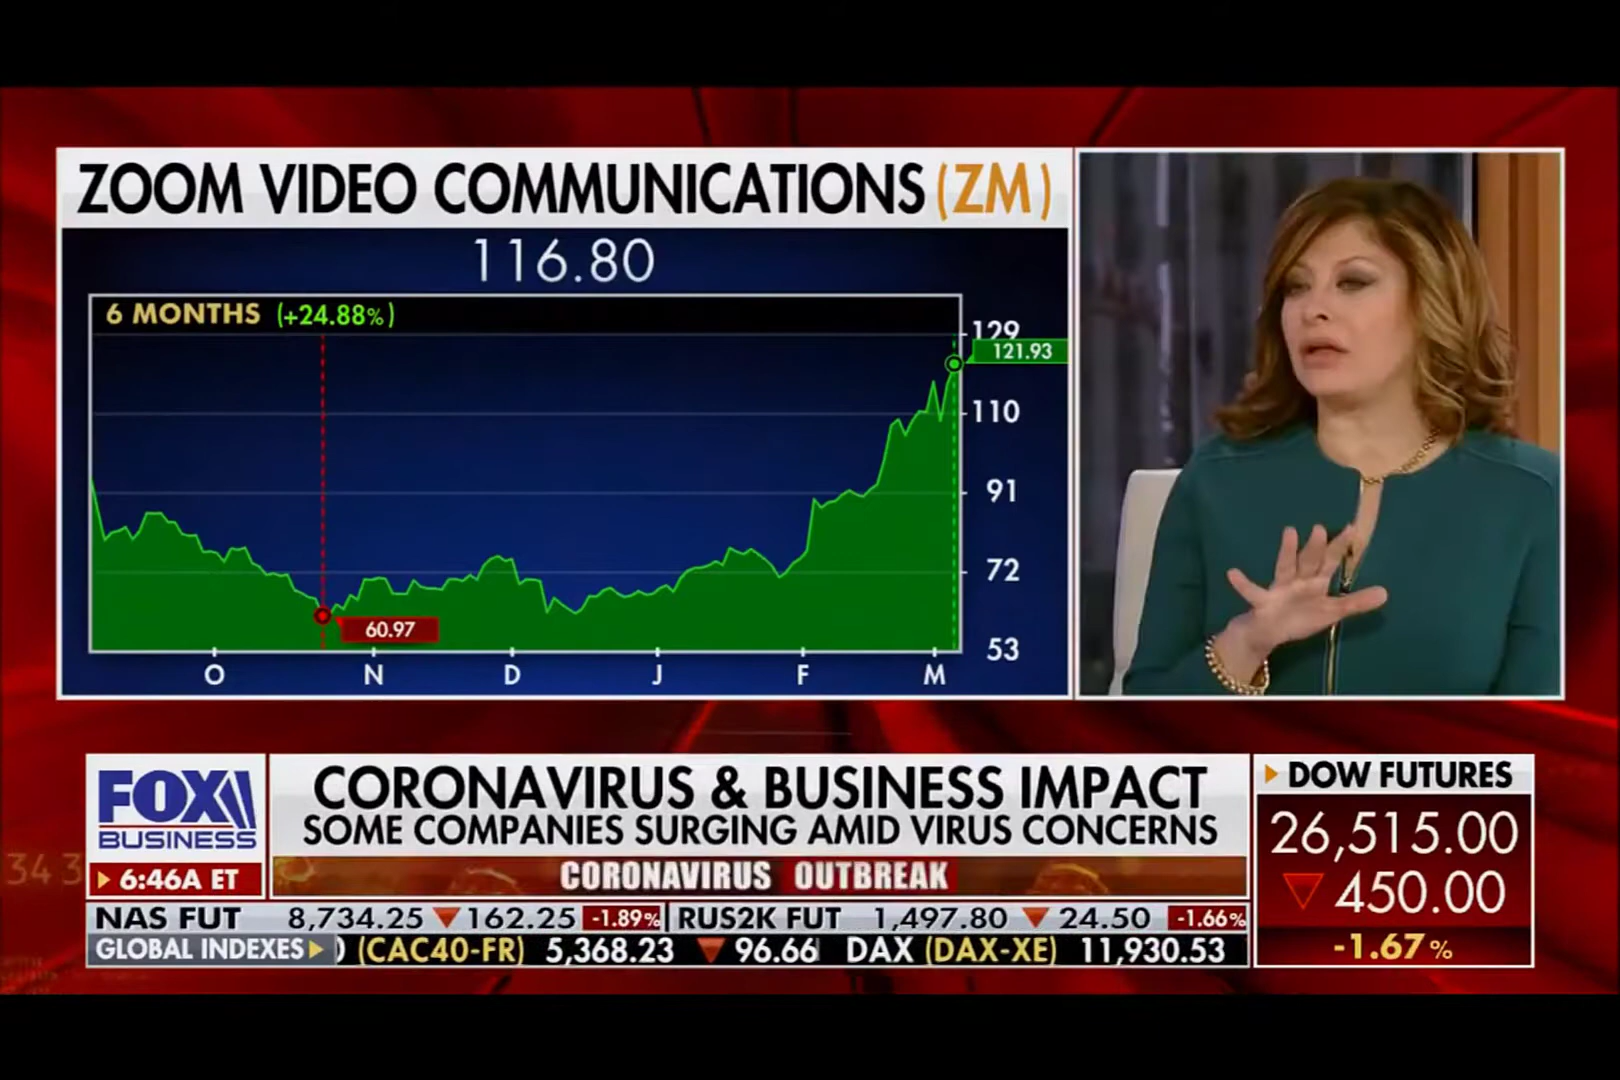 ZOOM VIDEO COMMUNICATIONS (ZM)
116.80
6 MONTHS (+24.88%)
129
121.93
110
91
72
60.97
53
O N D J F M
FOX BUSINESS
6:46A ET
CORONAVIRUS & BUSINESS IMPACT
SOME COMPANIES SURGING AMID VIRUS CONCERNS
CORONAVIRUS OUTBREAK
DOW FUTURES
26,515.00
▼ 450.00
-1.67%
NAS FUT 8,734.25 ▼ 162.25 -1.89% RUS2K FUT 1,497.80 ▼ 24.50 -1.66%
GLOBAL INDEXES ) (CAC40-FR) 5,368.23 ▼ 96.66 DAX (DAX-XE) 11,930.53
34 3